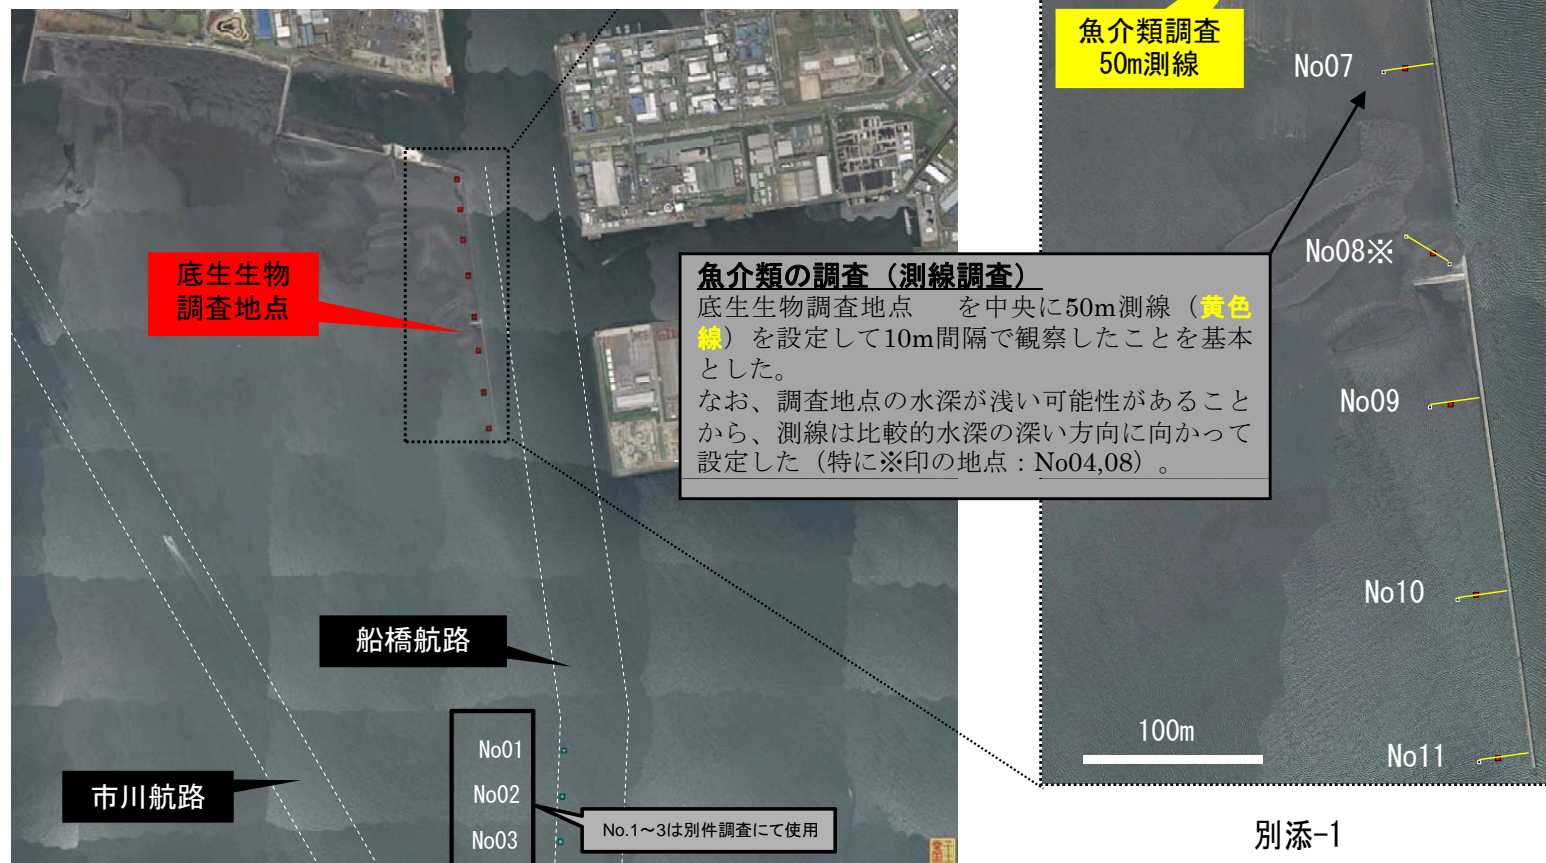 底生生物
調査地点
船橋航路
市川航路
No01
No02
No03
No.1～3は別件調査にて使用
魚介類の調査（測線調査）
底生生物調査地点　を中央に50m測線（黄色
線）を設定して10m間隔で観察したことを基本
とした。
なお、調査地点の水深が浅い可能性があること
から、測線は比較的水深の深い方向に向かって
設定した（特に※印の地点：No04,08）。
魚介類調査
50m測線
No07
No08※
No09
No10
No11
100m
別添-1